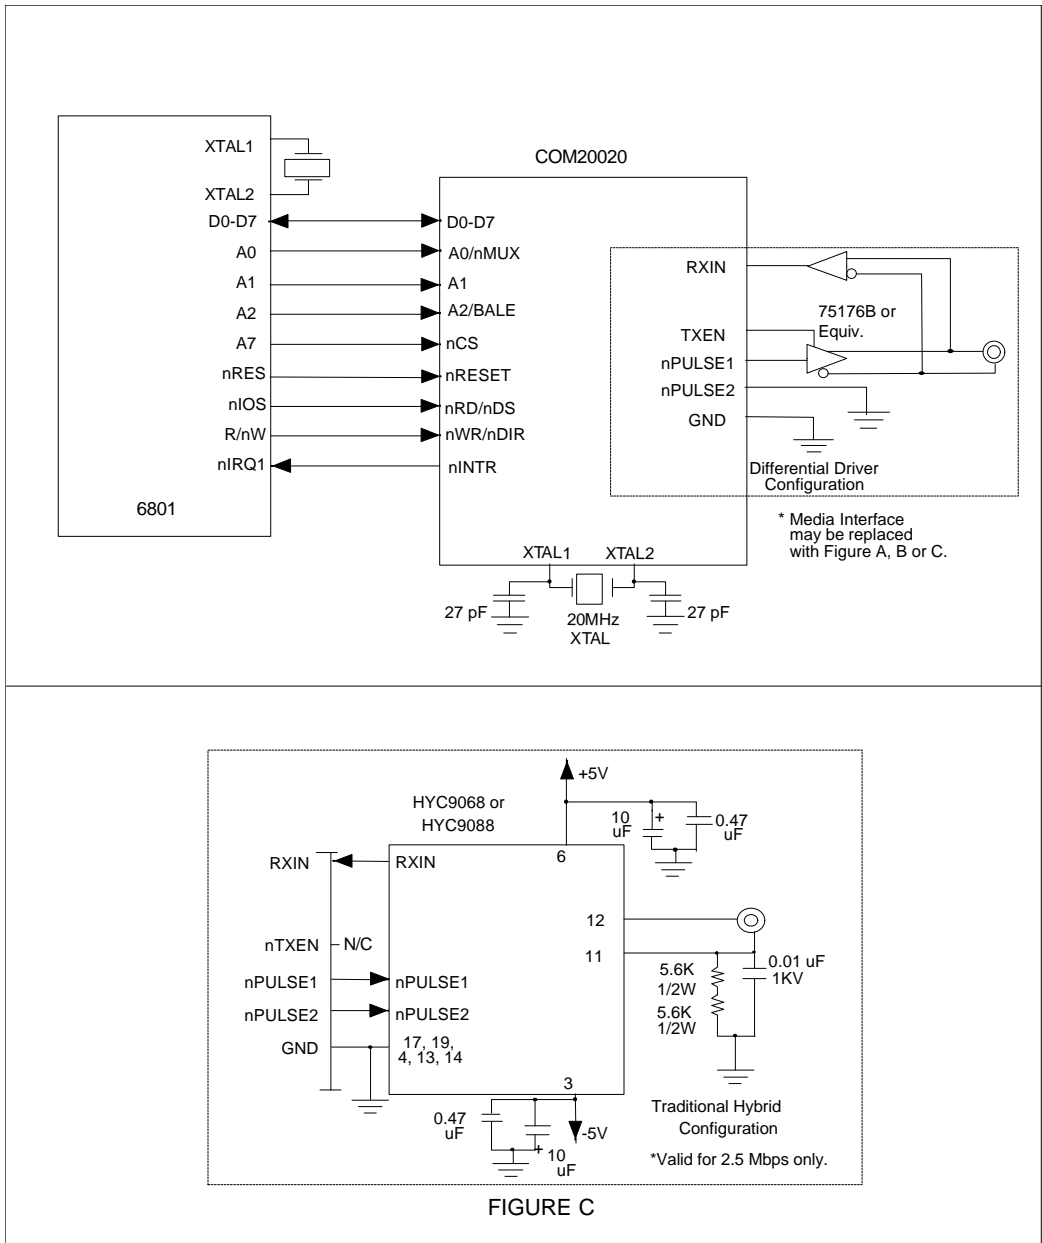 COM20020
XTAL1
XTAL2
D0-D7
A0
A1
A2
A7
nRES
nIOS
R/nW
nIRQ1
6801
D0-D7
A0/nMUX
A1
A2/BALE
nCS
nRESET
nRD/nDS
nWR/nDIR
nINTR
XTAL1
XTAL2
RXIN
TXEN
nPULSE1
nPULSE2
GND
75176B or
Equiv.
Differential Driver
Configuration
* Media Interface
may be replaced
with Figure A, B or C.
27 pF
20MHz
XTAL
27 pF
+5V
HYC9068 or
HYC9088
10
uF
+
0.47
uF
6
RXIN
RXIN
nTXEN
N/C
nPULSE1
nPULSE1
nPULSE2
nPULSE2
GND
17, 19,
4, 13, 14
12
11
5.6K
1/2W
5.6K
1/2W
0.01 uF
1KV
3
0.47
uF
+
10
uF
-5V
Traditional Hybrid
Configuration
*Valid for 2.5 Mbps only.
FIGURE C